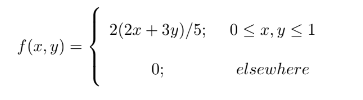 f(x, y) = { 2(2x + 3y)/5; 0 ≤ x, y ≤ 1
0; elsewhere